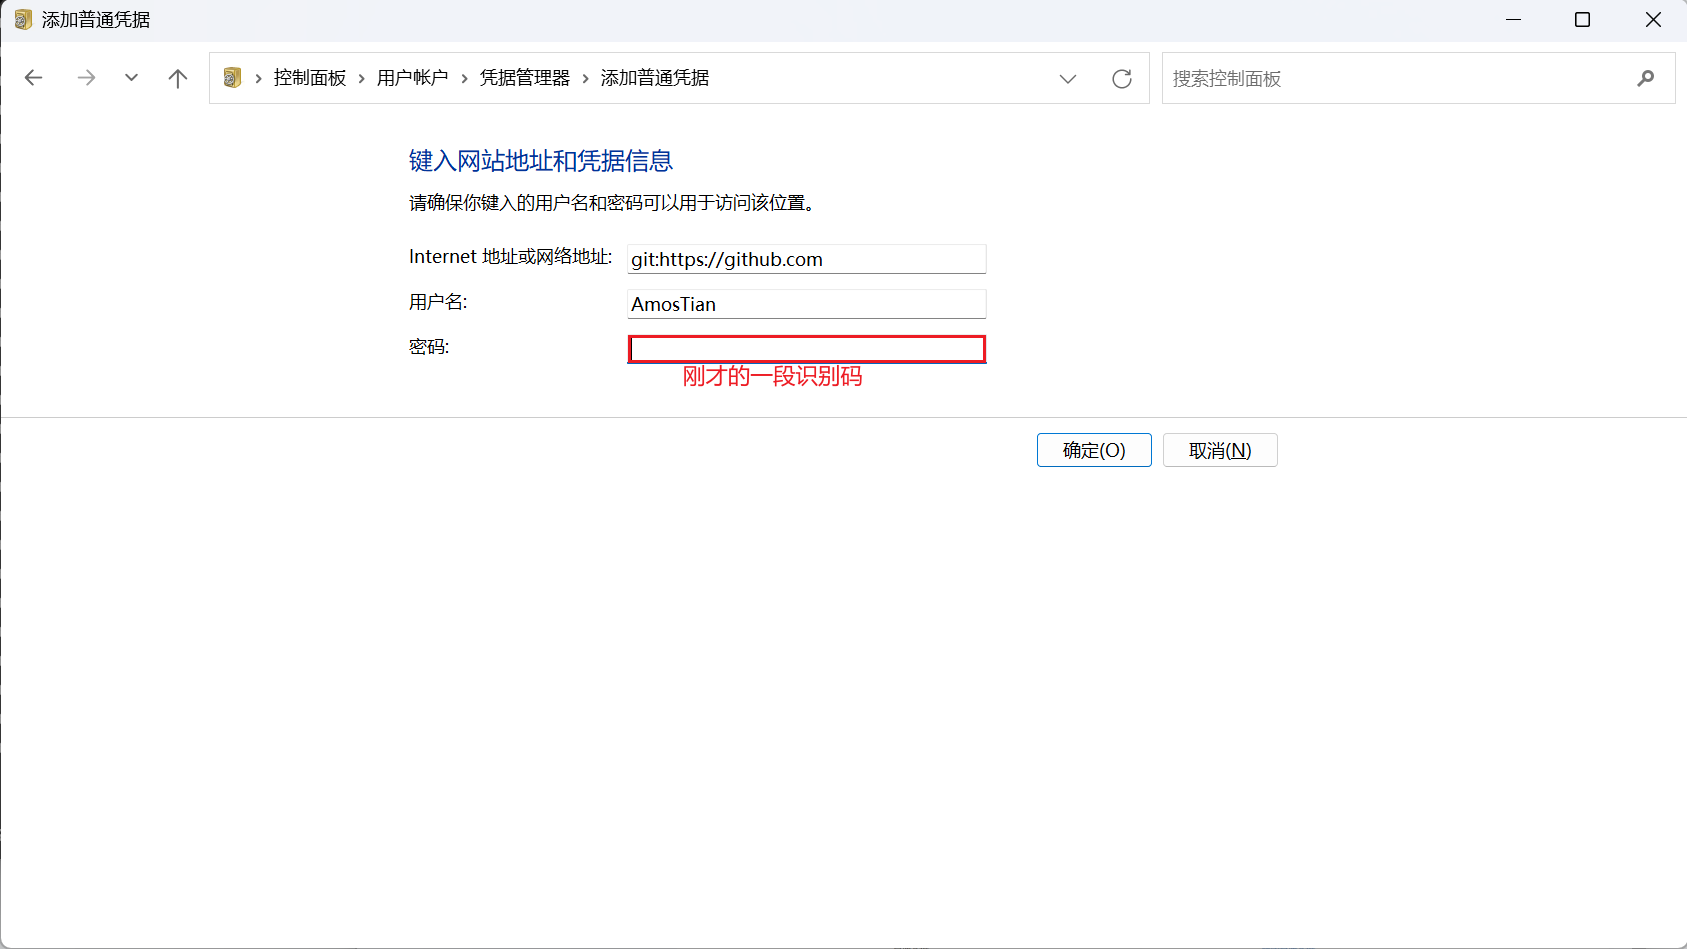 添加普通凭据
控制面板 › 用户帐户 › 凭据管理器 › 添加普通凭据
搜索控制面板
键入网站地址和凭据信息
请确保你键入的用户名和密码可以用于访问该位置。
Internet 地址或网络地址: git:https://github.com
用户名: AmosTian
密码:
刚才的一段识别码
确定(O) 取消(N)